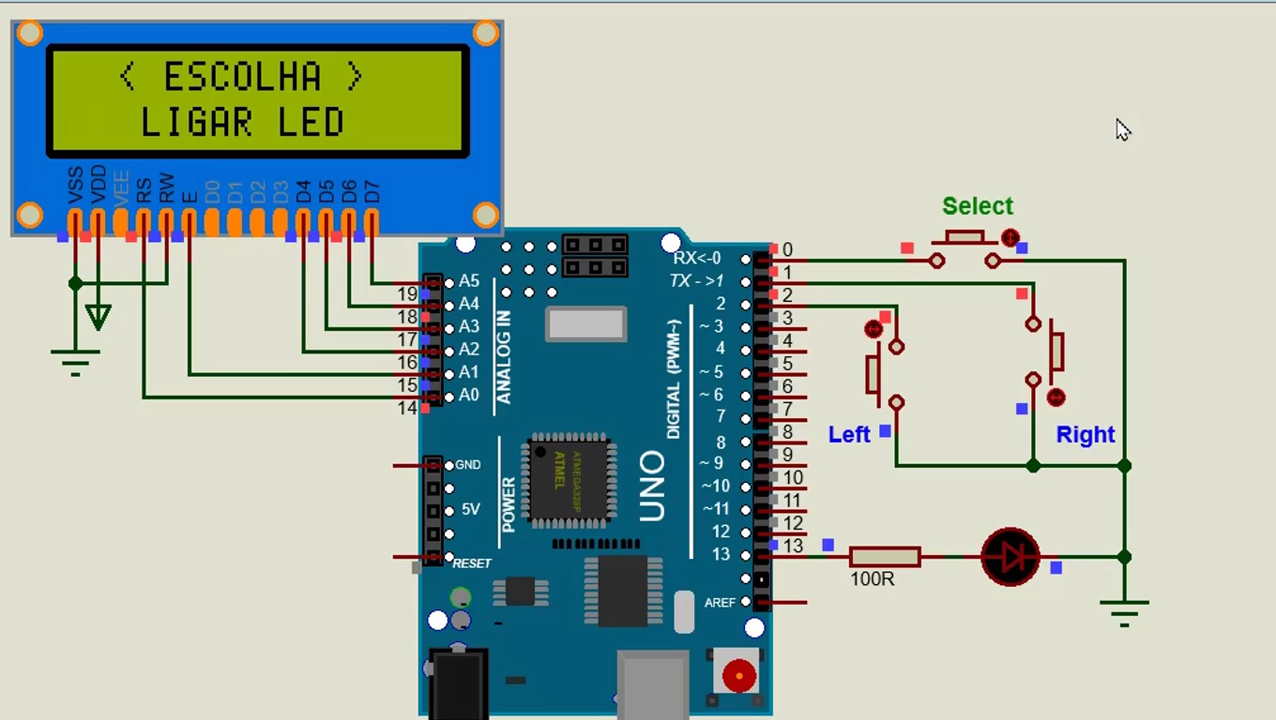 < ESCOLHA >
LIGAR LED
VSS
VDD
VEE
RS
RW
E
D0
D1
D2
D3
D4
D5
D6
D7
A5
A4
A3
A2
A1
A0
19
18
17
16
15
14
ANALOG IN
GND
5V
RESET
POWER
ATMEL
ATMEGA328P
UNO
DIGITAL (PWM~)
RX<-0
TX ->1
2
~ 3
4
~ 5
~ 6
7
8
~ 9
~10
~11
12
13
AREF
0
1
2
3
4
5
6
7
8
9
10
11
12
13
Select
Left
Right
100R